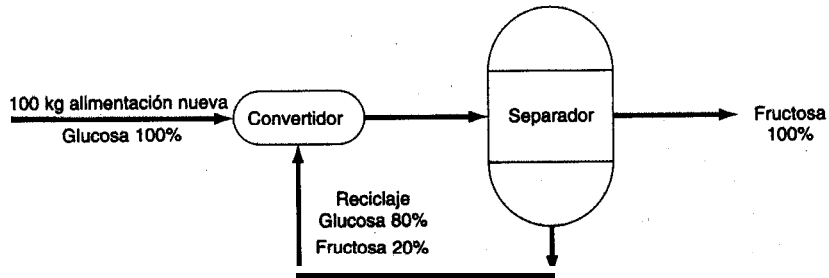 100 kg alimentación nueva
Glucosa 100%
Convertidor
Separador
Fructosa
100%
Reciclaje
Glucosa 80%
Fructosa 20%